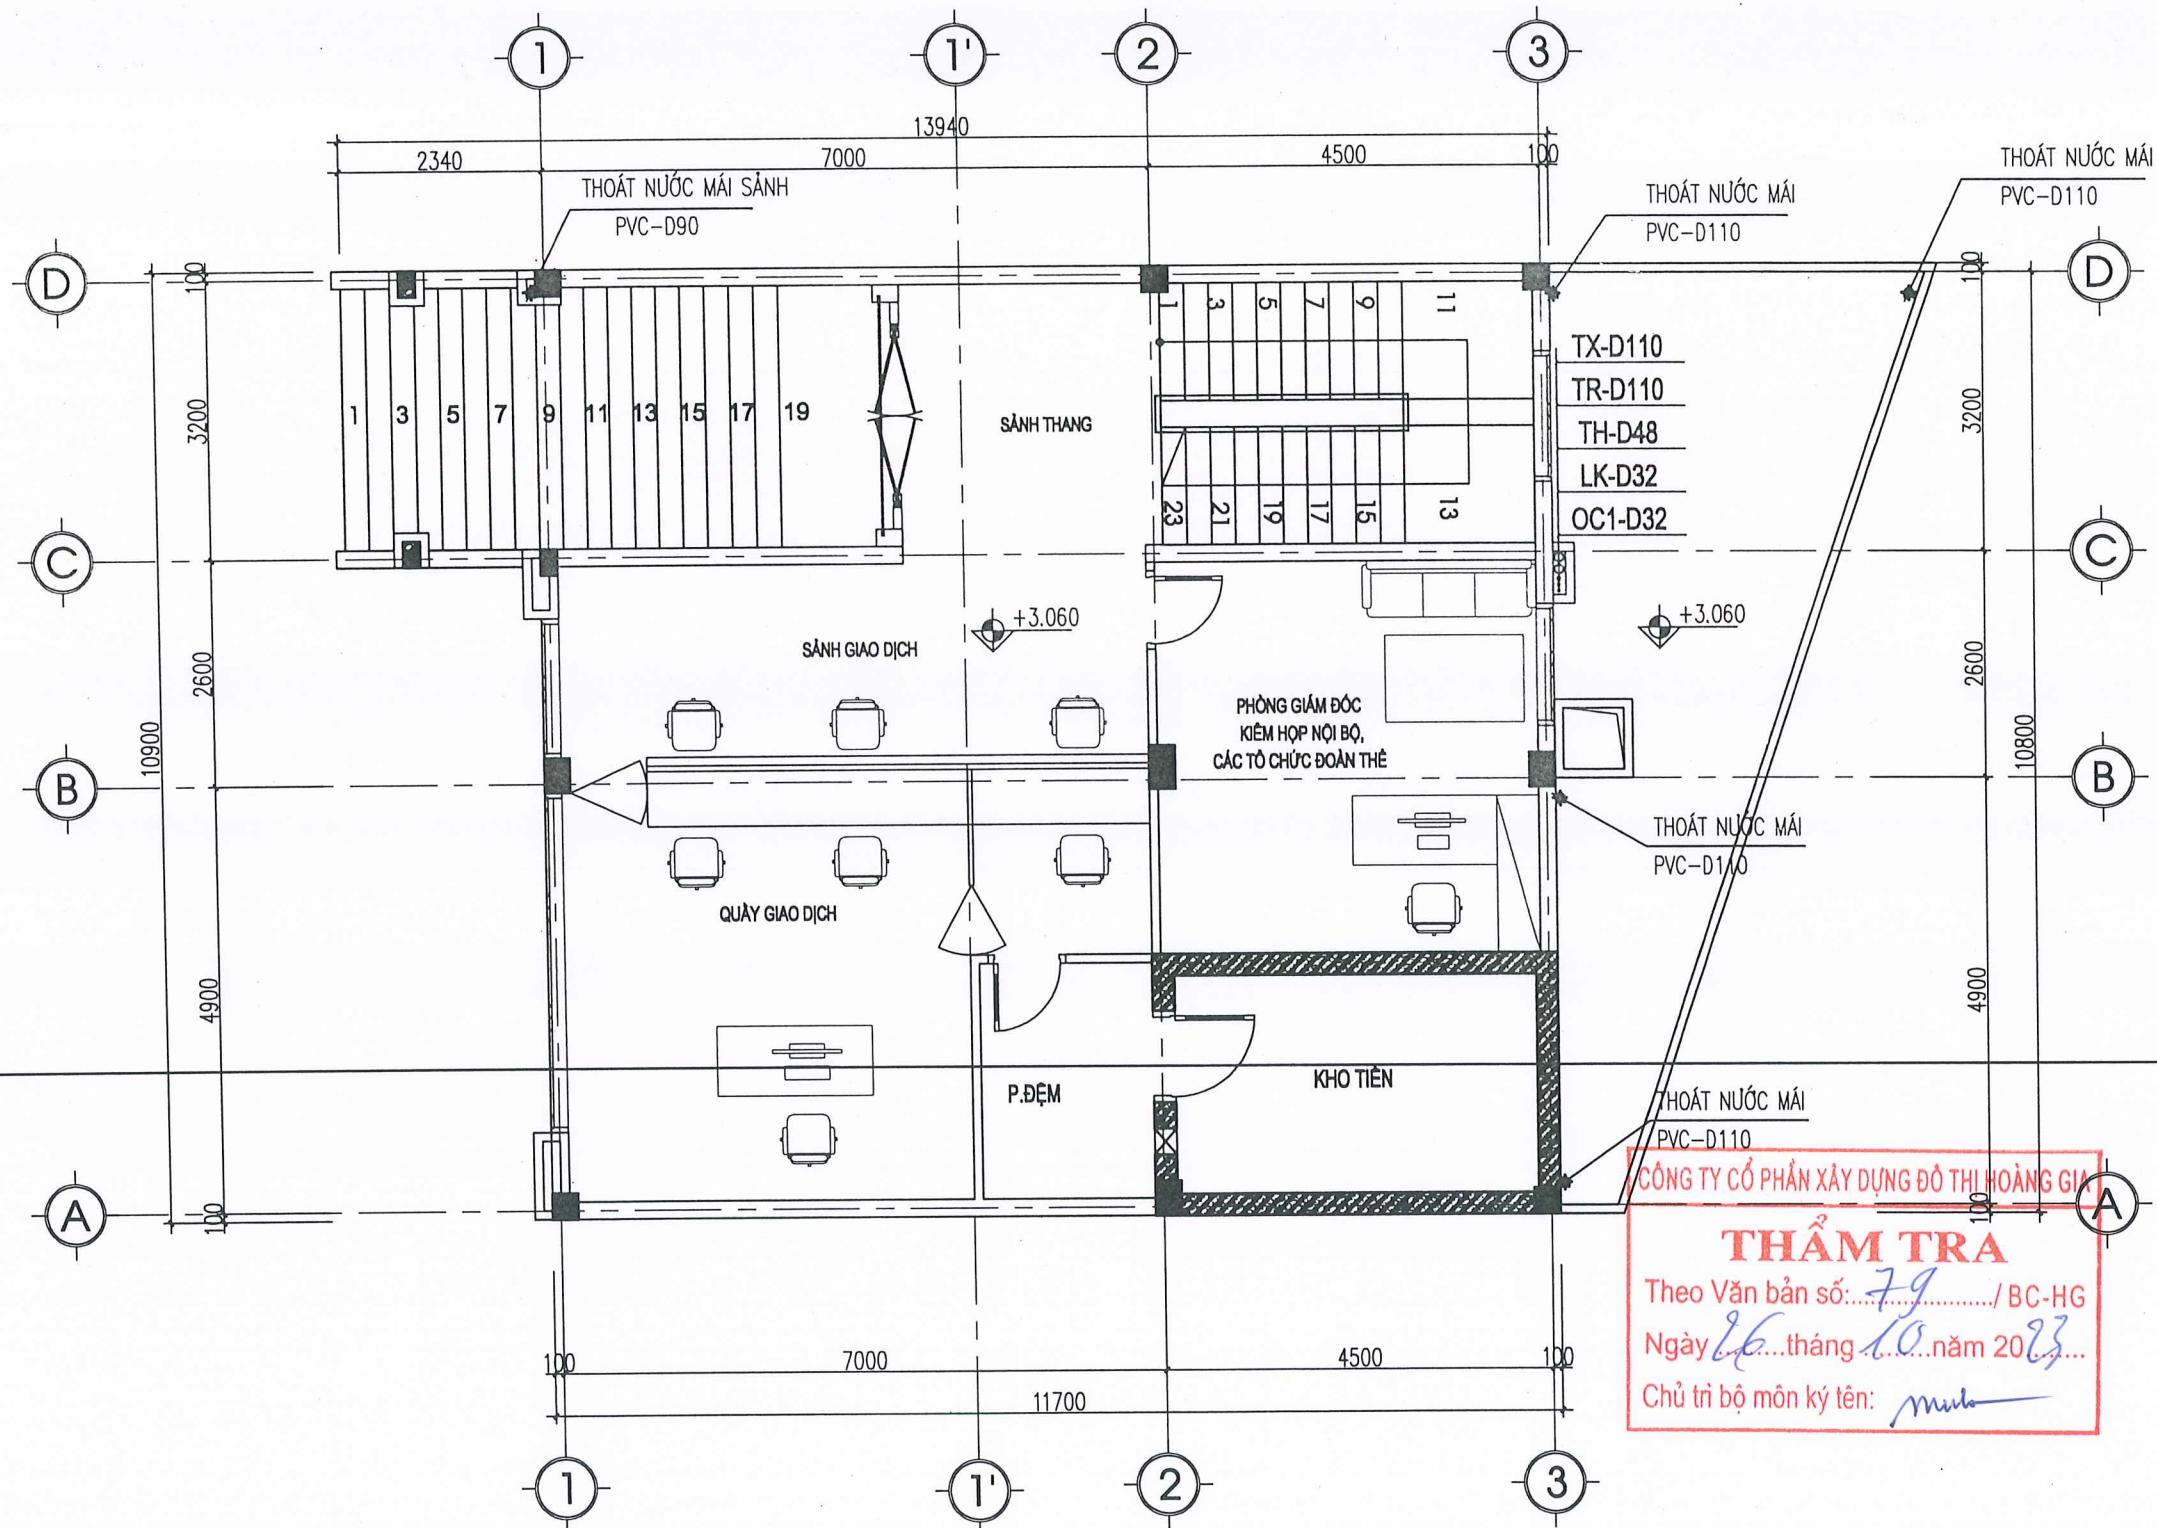 1
1'
2
3
13940
2340
7000
4500
100
THOÁT NƯỚC MÁI SẢNH
PVC-D90
THOÁT NƯỚC MÁI
PVC-D110
THOÁT NƯỚC MÁI
PVC-D110
D
100
100
D
TX-D110
TR-D110
TH-D48
LK-D32
OC1-D32
1
3
5
7
9
11
13
15
17
19
SẢNH THANG
1
3
5
7
9
11
23
21
19
17
15
13
3200
3200
C
C
+3.060
+3.060
SẢNH GIAO DỊCH
2600
2600
PHÒNG GIÁM ĐỐC
KIÊM HỌP NỘI BỘ,
CÁC TỔ CHỨC ĐOÀN THỂ
10900
10800
B
B
THOÁT NƯỚC MÁI
PVC-D110
QUẦY GIAO DỊCH
4900
4900
P.ĐỆM
KHO TIỀN
THOÁT NƯỚC MÁI
PVC-D110
A
100
100
A
CÔNG TY CỔ PHẦN XÂY DỰNG ĐÔ THỊ HOÀNG GIA
THẨM TRA
Theo Văn bản số: 79 / BC-HG
Ngày 26 tháng 10 năm 2023
Chủ trì bộ môn ký tên:
100
7000
4500
100
11700
1
1'
2
3